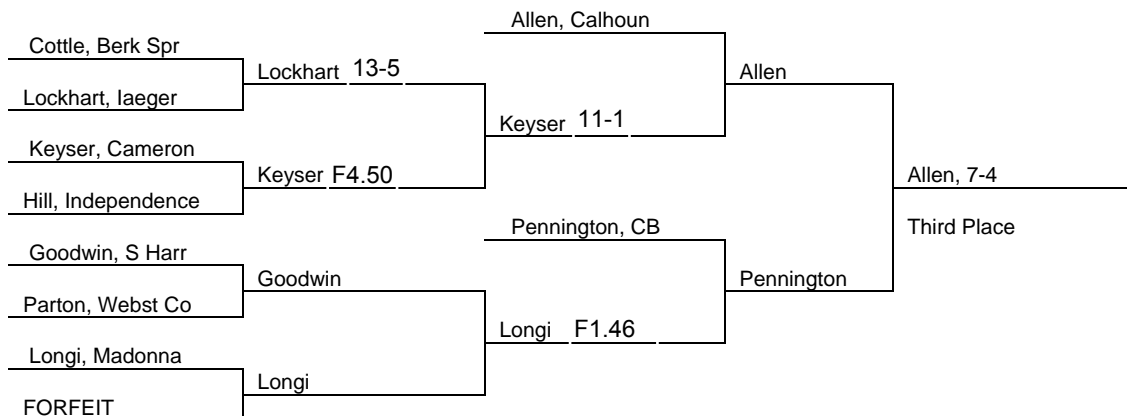 Allen, Calhoun
Cottle, Berk Spr
Lockhart 13-5
Allen
Lockhart, Iaeger
Keyser 11-1
Keyser, Cameron
Keyser F4.50
Allen, 7-4
Hill, Independence
Pennington, CB
Third Place
Goodwin, S Harr
Goodwin
Pennington
Parton, Webst Co
Longi F1.46
Longi, Madonna
Longi
FORFEIT